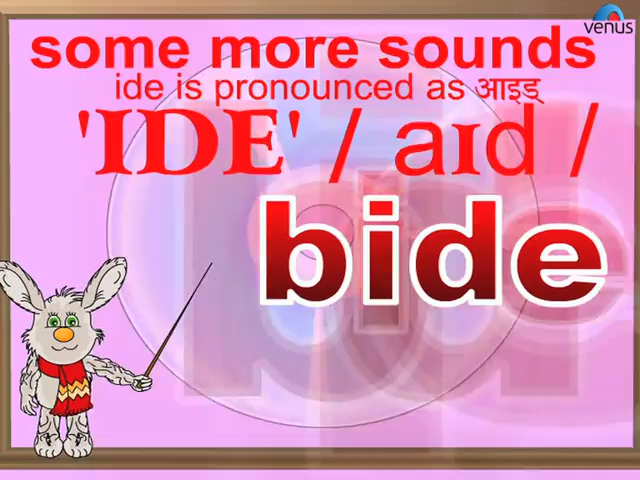 venus
some more sounds
ide is pronounced as आइड्
'IDE' / aɪd /
bide